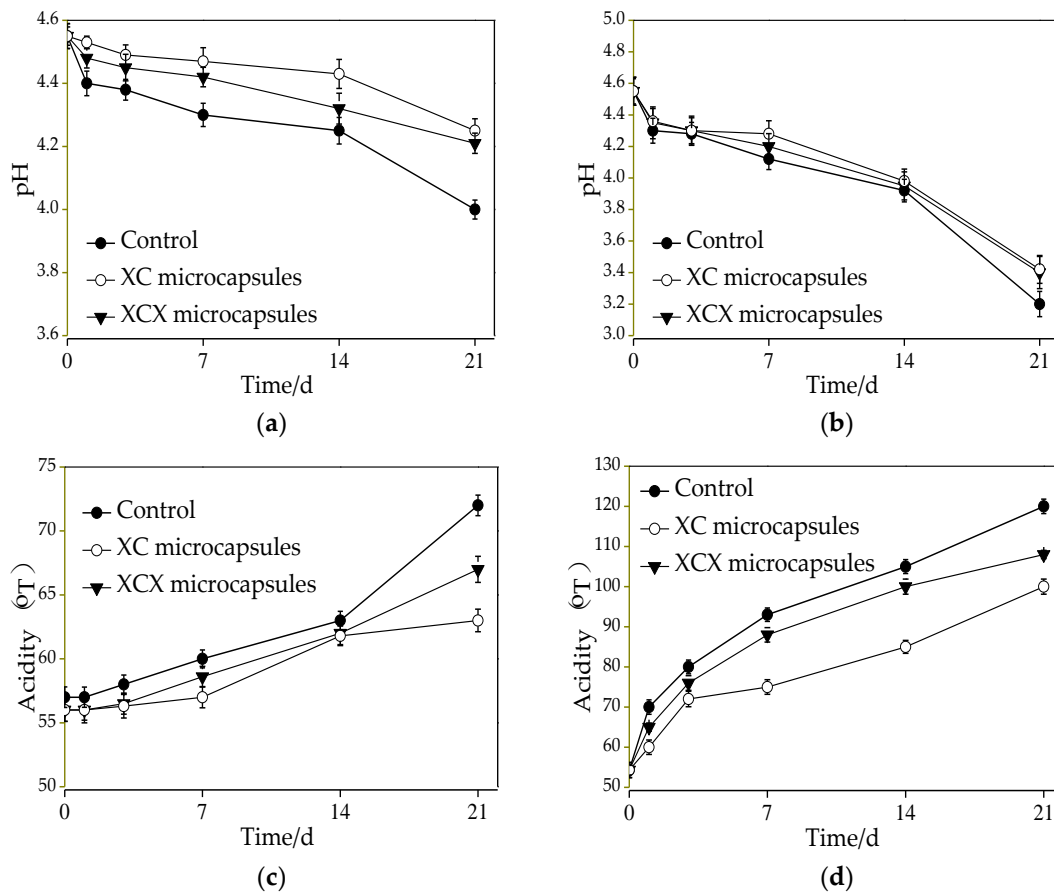 4.6
4.4
4.2
4.0
3.8
3.6
pH
Control
XC microcapsules
XCX microcapsules
0
7
14
21
Time/d
(a)
5.0
4.8
4.6
4.4
4.2
4.0
3.8
3.6
3.4
3.2
3.0
pH
Control
XC microcapsules
XCX microcapsules
0
7
14
21
Time/d
(b)
75
70
65
60
55
50
Acidity (oT)
Control
XC microcapsules
XCX microcapsules
0
7
14
21
Time/d
(c)
130
120
110
100
90
80
70
60
50
Acidity (oT)
Control
XC microcapsules
XCX microcapsules
0
7
14
21
Time/d
(d)